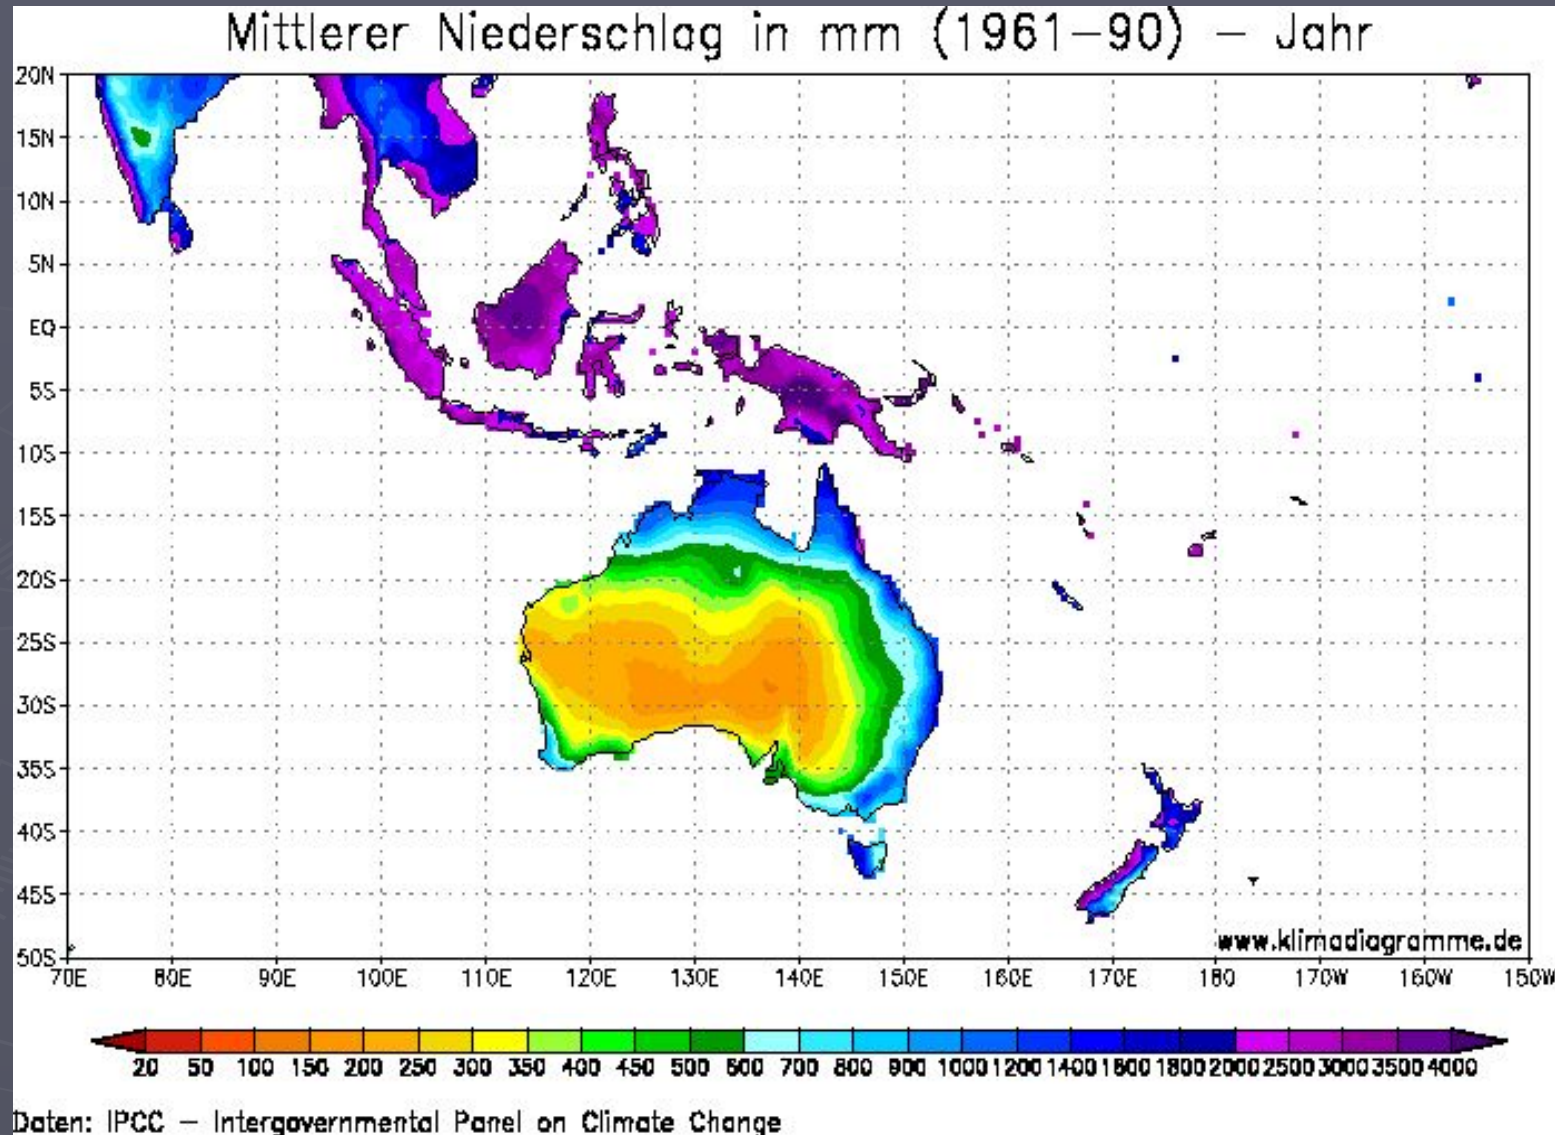 Mittlerer Niederschlag in mm (1961-90) - Jahr
20N
15N
10N
5N
EQ
5S
10S
15S
20S
25S
30S
35S
40S
45S
50S
www.klimadiagramme.de
70E 80E 90E 100E 110E 120E 130E 140E 150E 160E 170E 180 170W 160W 150W
20 50 100 150 200 250 300 350 400 450 500 600 700 800 900 1000 1200 1400 1600 1800 2000 2500 3000 3500 4000
Daten: IPCC - Intergovernmental Panel on Climate Change